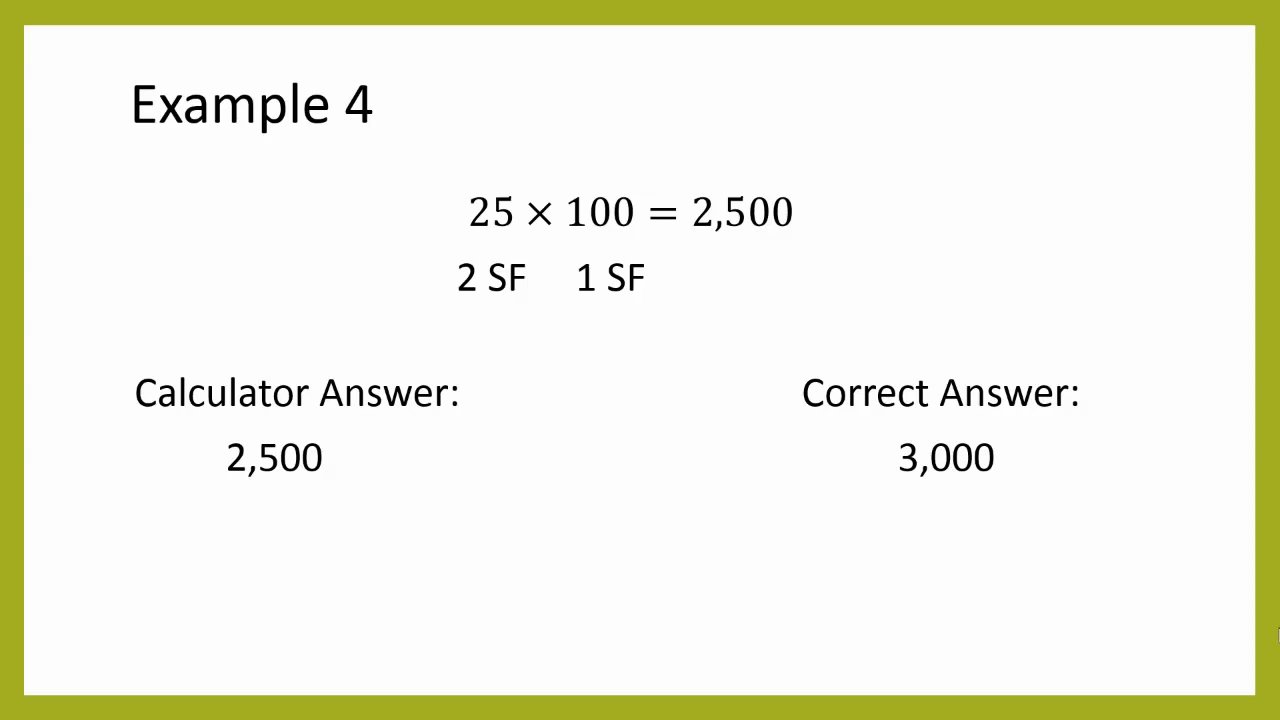 Example 4
25 × 100 = 2,500
2 SF 1 SF
Calculator Answer: Correct Answer:
2,500 3,000